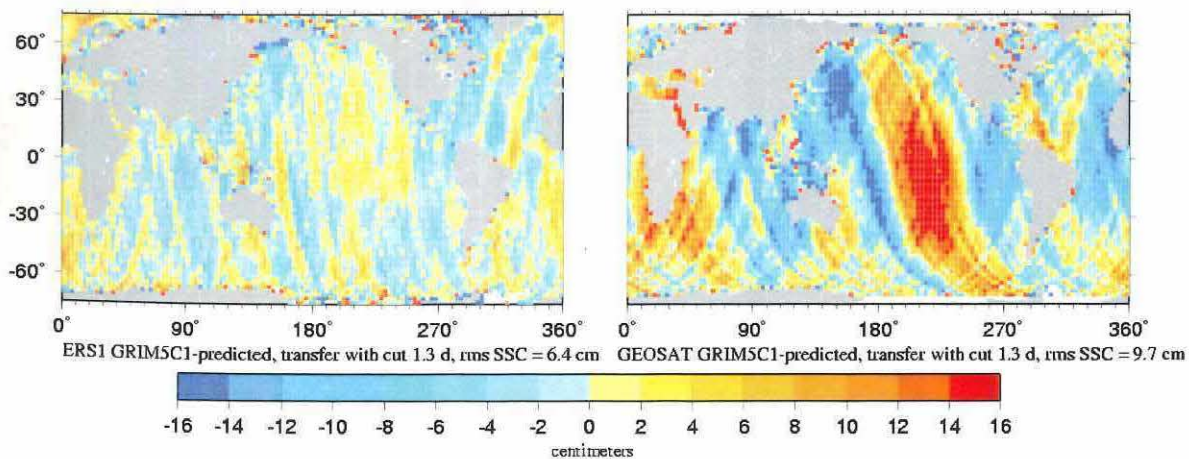 60°
30°
0°
-30°
-60°
0° 90° 180° 270° 360° 0° 90° 180° 270° 360°
ERS1 GRIM5C1-predicted, transfer with cut 1.3 d, rms SSC = 6.4 cm GEOSAT GRIM5C1-predicted, transfer with cut 1.3 d, rms SSC = 9.7 cm
-16 -14 -12 -10 -8 -6 -4 -2 0 2 4 6 8 10 12 14 16
centimeters